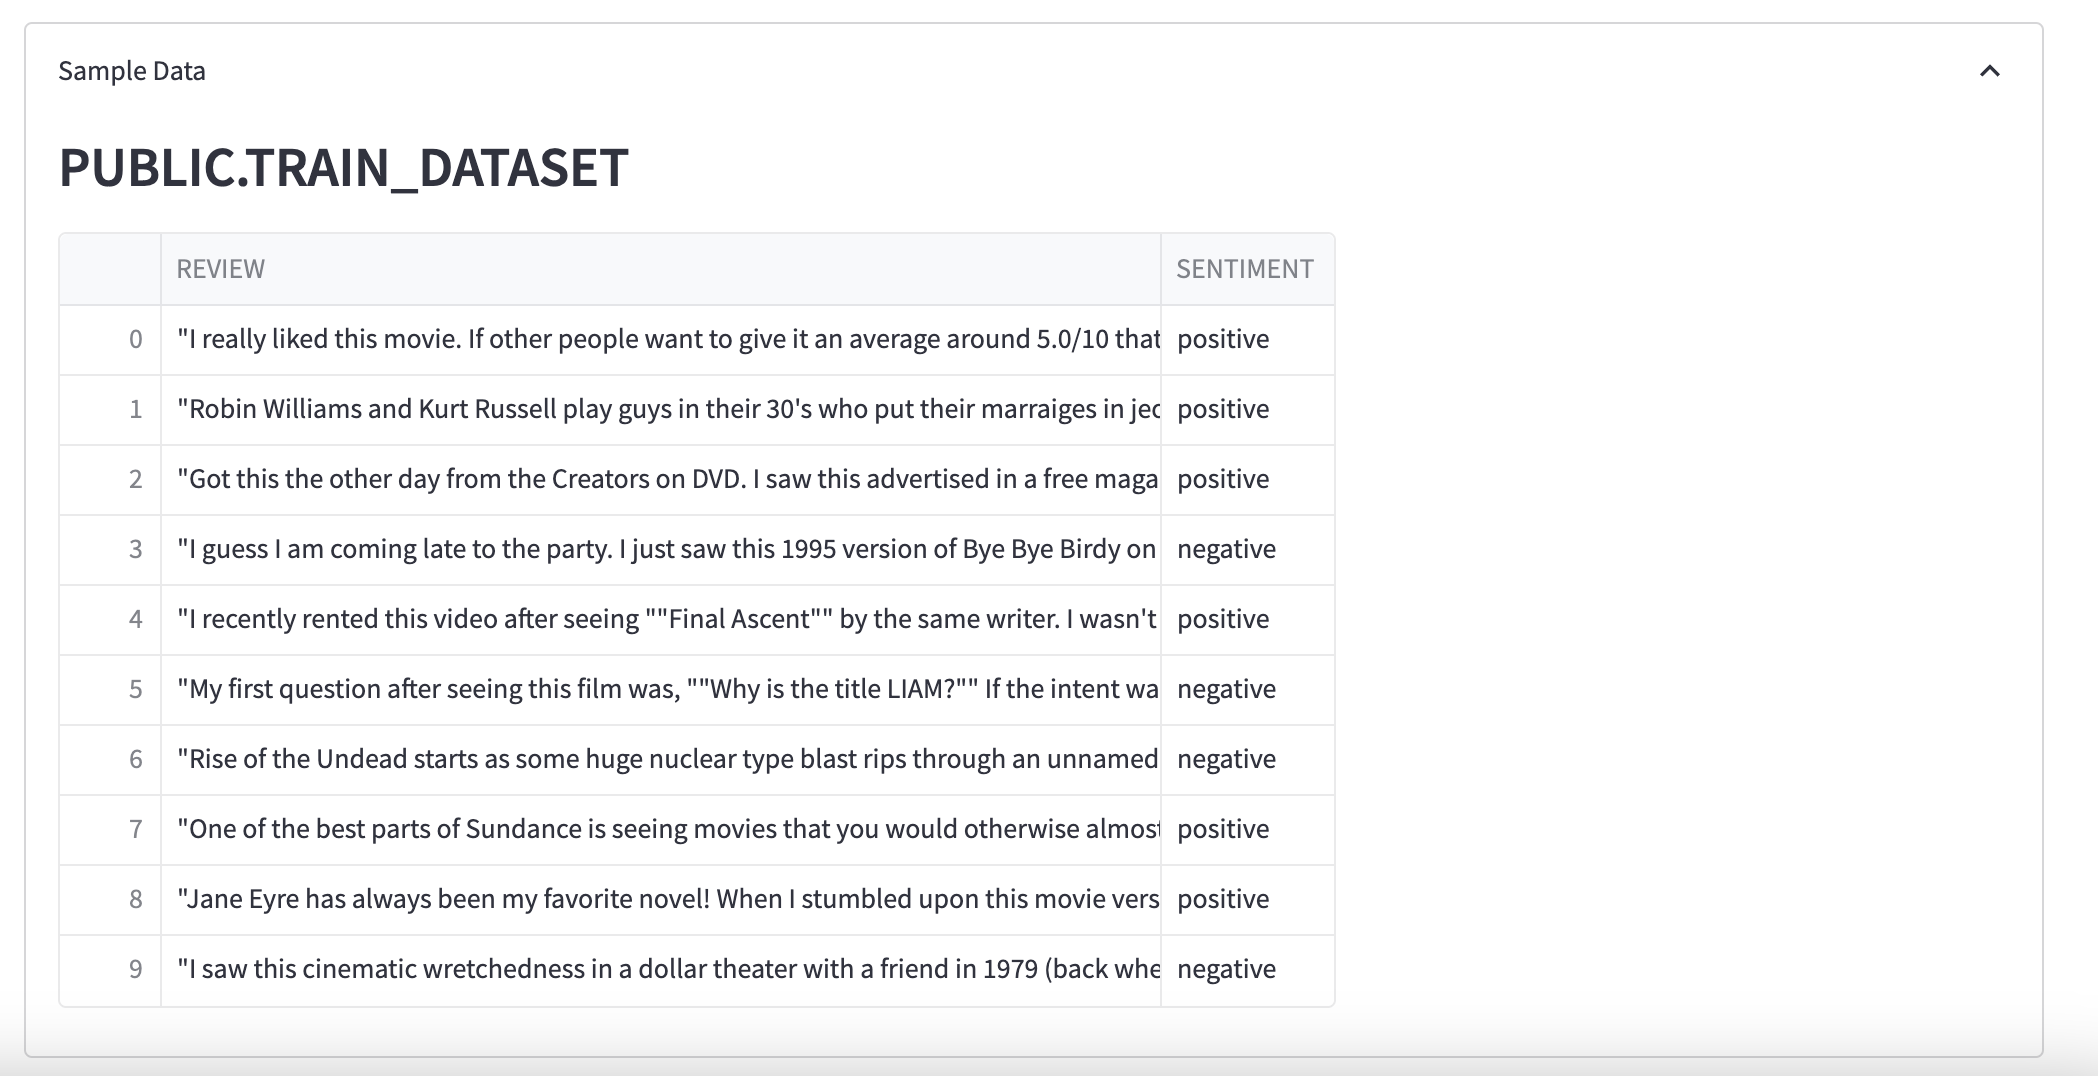 Sample Data
PUBLIC.TRAIN_DATASET
REVIEW SENTIMENT
0 "I really liked this movie. If other people want to give it an average around 5.0/10 that positive
1 "Robin Williams and Kurt Russell play guys in their 30's who put their marraiges in positive
2 "Got this the other day from the Creators on DVD. I saw this advertised in a free maga positive
3 "I guess I am coming late to the party. I just saw this 1995 version of Bye Bye Birdy on negative
4 "I recently rented this video after seeing ""Final Ascent"" by the same writer. I wasn't positive
5 "My first question after seeing this film was, ""Why is the title LIAM?"" If the intent wa negative
6 "Rise of the Undead starts as some huge nuclear type blast rips through an unnamed negative
7 "One of the best parts of Sundance is seeing movies that you would otherwise almost positive
8 "Jane Eyre has always been my favorite novel! When I stumbled upon this movie vers positive
9 "I saw this cinematic wretchedness in a dollar theater with a friend in 1979 (back whe negative